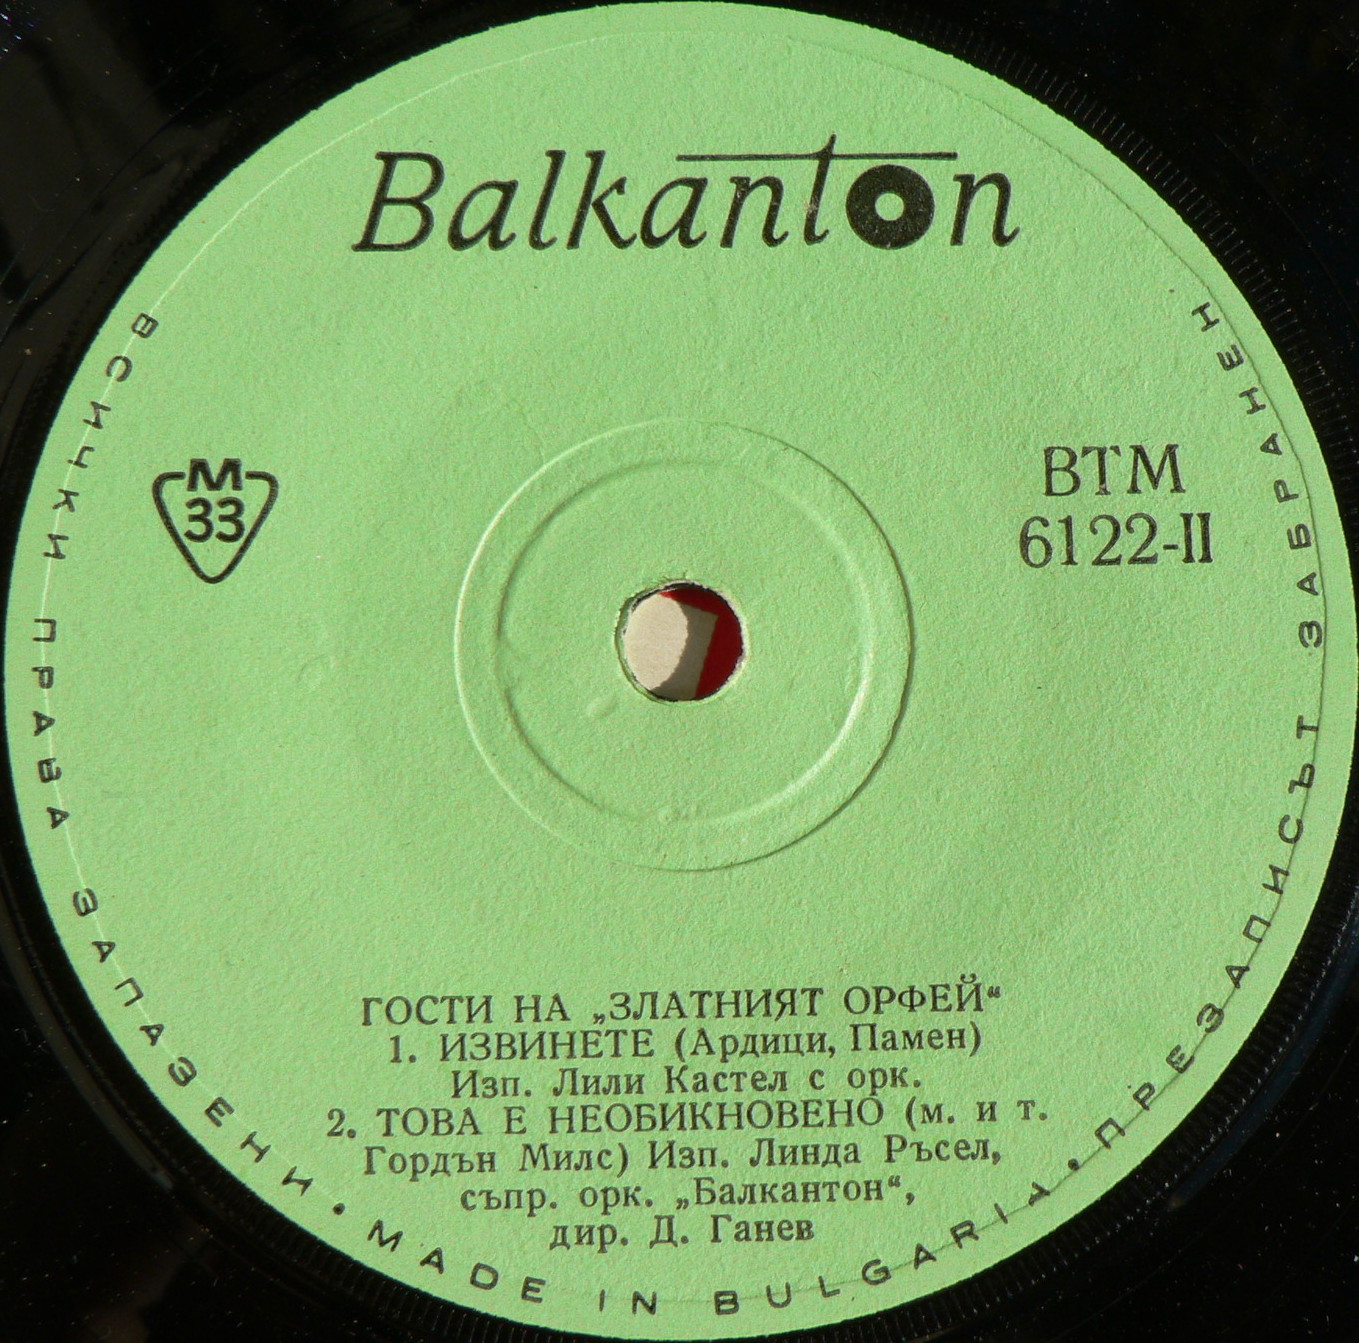 Balkanton
M
33
ВТМ
6122-II
ГОСТИ НА „ЗЛАТНИЯТ ОРФЕЙ“
1. ИЗВИНЕТЕ (Ардици, Памен)
Изп. Лили Кастел с орк.
2. ТОВА Е НЕОБИКНОВЕНО (м. и т.
Гордън Милс) Изп. Линда Ръсел,
съпр. орк. „Балкантон“,
дир. Д. Ганев
ВСИЧКИ ПРАВА ЗАПАЗЕНИ • MADE IN BULGARIA • ПРЕЗАПИСЪТ ЗАБРАНЕН